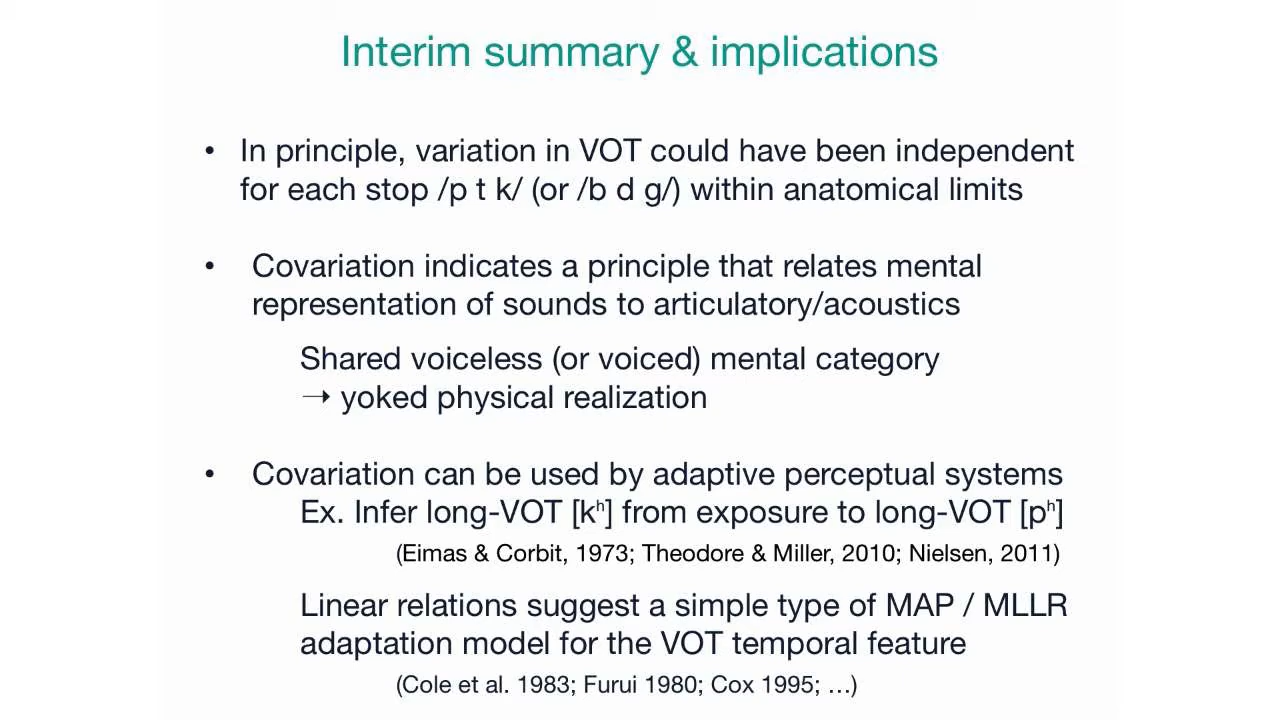 Interim summary & implications
• In principle, variation in VOT could have been independent
for each stop /p t k/ (or /b d g/) within anatomical limits
• Covariation indicates a principle that relates mental
representation of sounds to articulatory/acoustics
Shared voiceless (or voiced) mental category
→ yoked physical realization
• Covariation can be used by adaptive perceptual systems
Ex. Infer long-VOT [kʰ] from exposure to long-VOT [pʰ]
(Eimas & Corbit, 1973; Theodore & Miller, 2010; Nielsen, 2011)
Linear relations suggest a simple type of MAP / MLLR
adaptation model for the VOT temporal feature
(Cole et al. 1983; Furui 1980; Cox 1995; …)